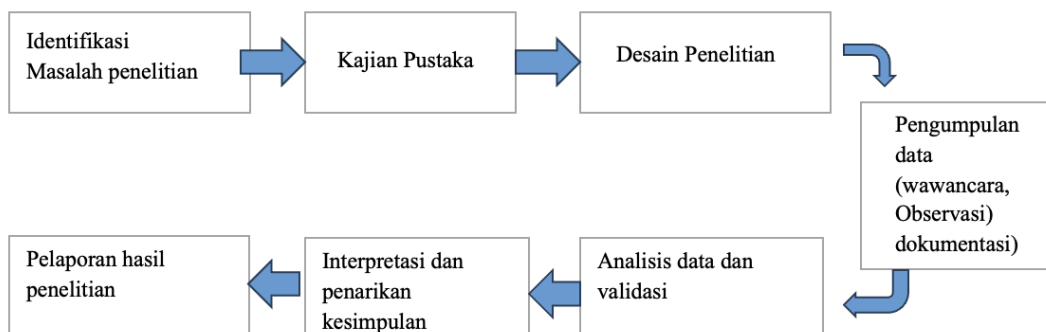 Identifikasi
Masalah penelitian
Kajian Pustaka
Desain Penelitian
Pengumpulan
data
(wawancara,
Observasi)
dokumentasi)
Analisis data dan
validasi
Interpretasi dan
penarikan
kesimpulan
Pelaporan hasil
penelitian